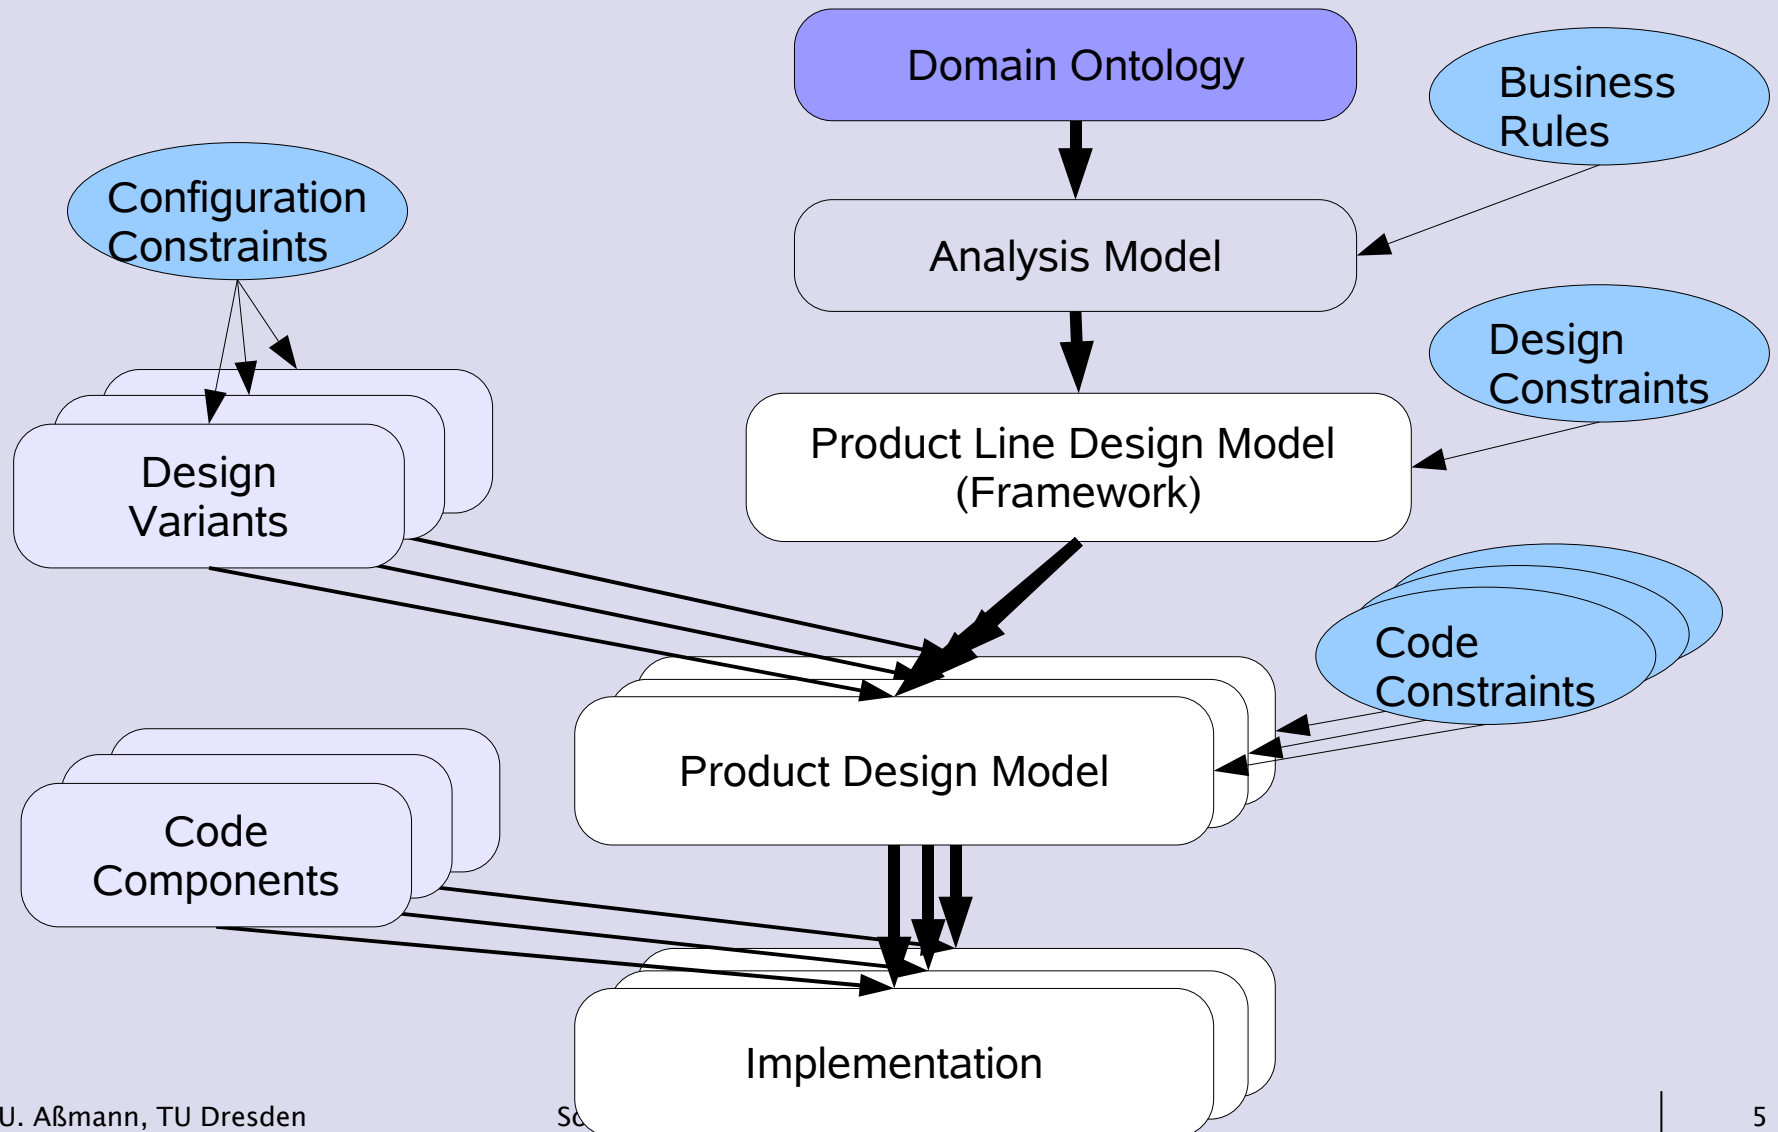 Domain Ontology
Business
Rules
Configuration
Constraints
Analysis Model
Design
Constraints
Product Line Design Model
(Framework)
Design
Variants
Code
Constraints
Product Design Model
Code
Components
Implementation
U. Aßmann, TU Dresden
5